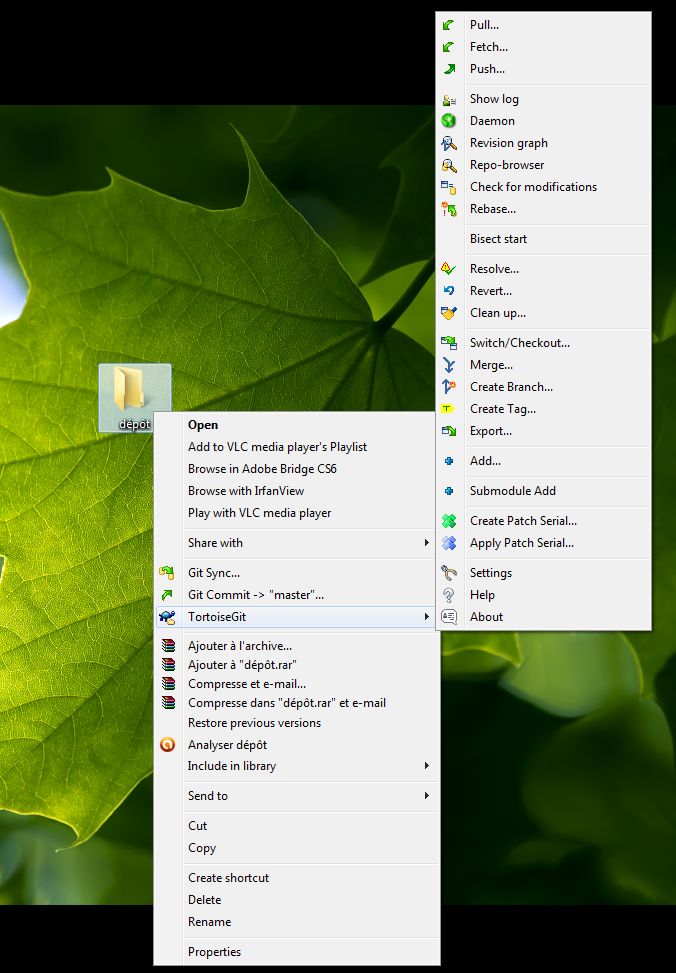 Pull...
Fetch...
Push...
Show log
Daemon
Revision graph
Repo-browser
Check for modifications
Rebase...
Bisect start
Resolve...
Revert...
Clean up...
Switch/Checkout...
Merge...
Create Branch...
Create Tag...
Export...
Add...
Submodule Add
Create Patch Serial...
Apply Patch Serial...
Settings
Help
About
dépôt
Open
Add to VLC media player's Playlist
Browse in Adobe Bridge CS6
Browse with IrfanView
Play with VLC media player
Share with
Git Sync...
Git Commit -> "master"...
TortoiseGit
Ajouter à l'archive...
Ajouter à "dépôt.rar"
Compresse et e-mail...
Compresse dans "dépôt.rar" et e-mail
Restore previous versions
Analyser dépôt
Include in library
Send to
Cut
Copy
Create shortcut
Delete
Rename
Properties